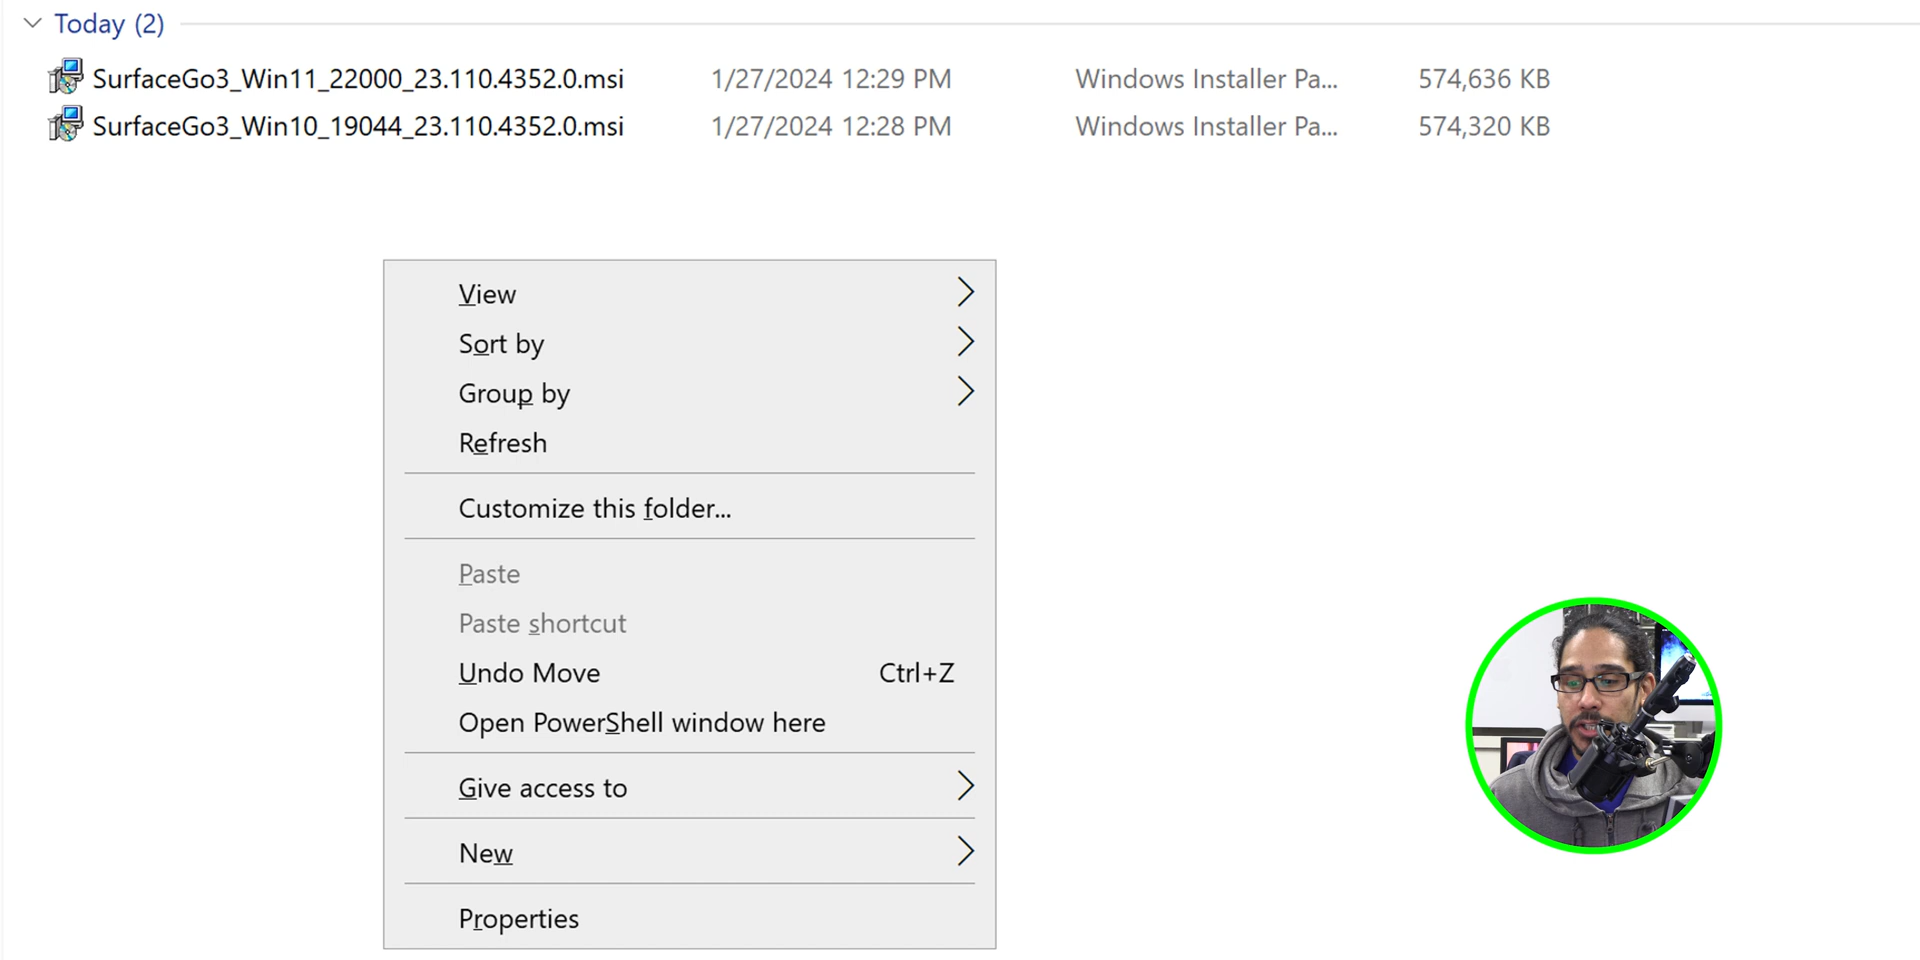 Today (2)
SurfaceGo3_Win11_22000_23.110.4352.0.msi 1/27/2024 12:29 PM Windows Installer Pa... 574,636 KB
SurfaceGo3_Win10_19044_23.110.4352.0.msi 1/27/2024 12:28 PM Windows Installer Pa... 574,320 KB
View
Sort by
Group by
Refresh
Customize this folder...
Paste
Paste shortcut
Undo Move Ctrl+Z
Open PowerShell window here
Give access to
New
Properties